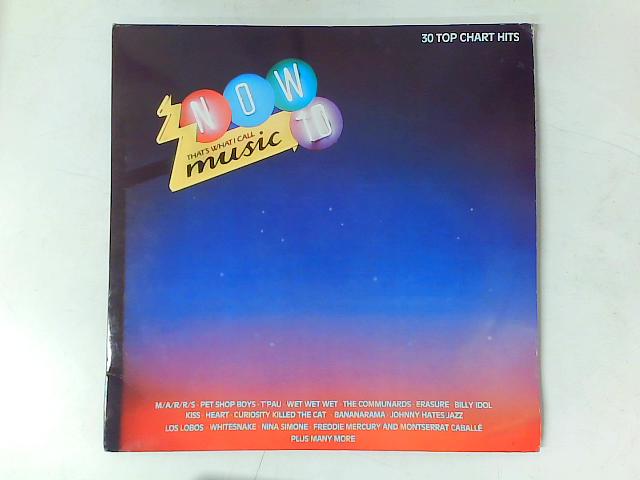 30 TOP CHART HITS
NOW
10
THAT'S WHAT I CALL
music
M/A/R/R/S · PET SHOP BOYS · T'PAU · WET WET WET · THE COMMUNARDS · ERASURE · BILLY IDOL
KISS · HEART · CURIOSITY KILLED THE CAT · BANANARAMA · JOHNNY HATES JAZZ
LOS LOBOS · WHITESNAKE · NINA SIMONE · FREDDIE MERCURY AND MONTSERRAT CABALLÉ
PLUS MANY MORE